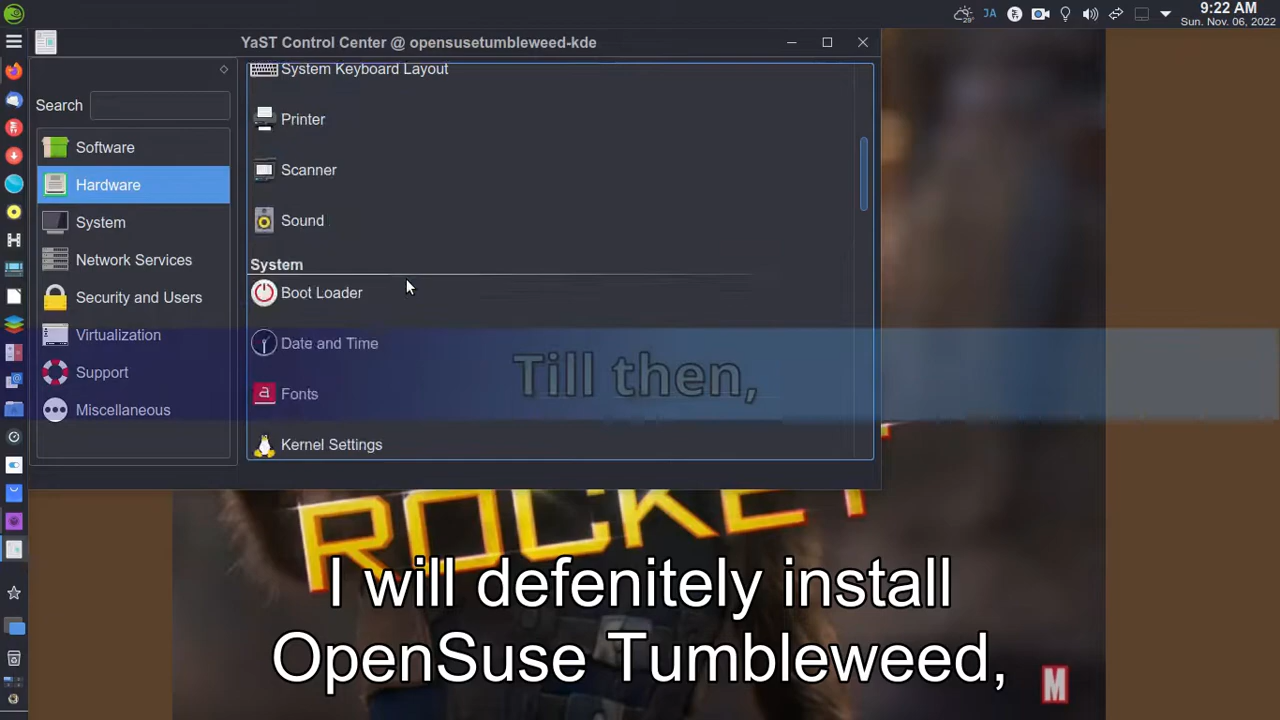 9:22 AM
JA
Sun. Nov. 06, 2022
YaST Control Center @ opensusetumbleweed-kde
Search
Software
Hardware
System
Network Services
Security and Users
Virtualization
Support
Miscellaneous
System Keyboard Layout
Printer
Scanner
Sound
System
Boot Loader
Date and Time
Fonts
Kernel Settings
Till then,
ROCKET
I will defenitely install
OpenSuse Tumbleweed,
M